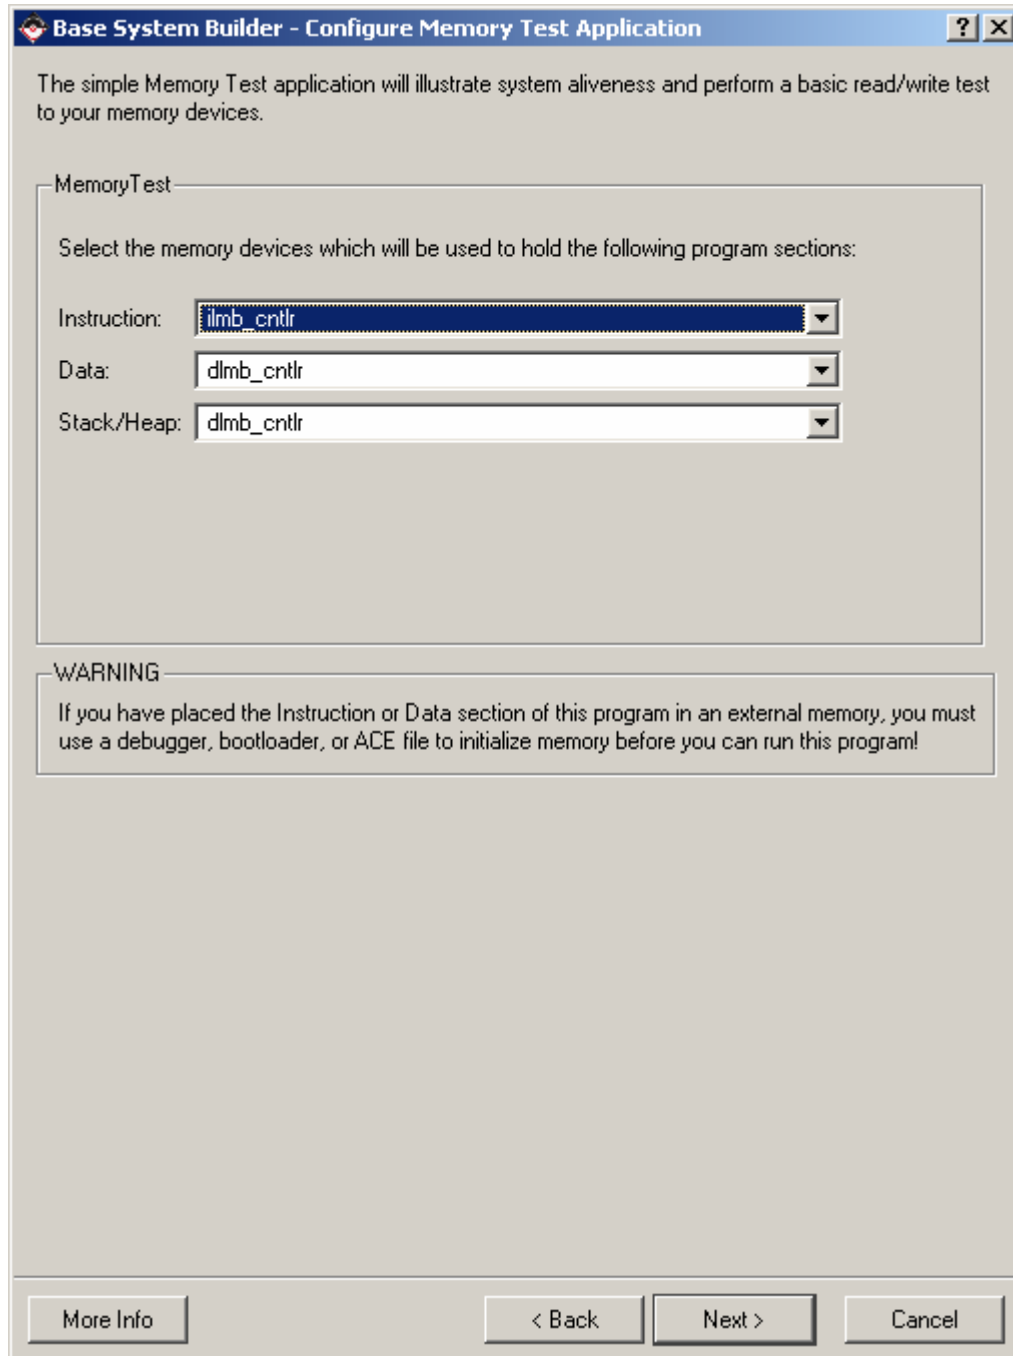 Base System Builder - Configure Memory Test Application
The simple Memory Test application will illustrate system aliveness and perform a basic read/write test
to your memory devices.
MemoryTest
Select the memory devices which will be used to hold the following program sections:
Instruction: ilmb_cntlr
Data: dlmb_cntlr
Stack/Heap: dlmb_cntlr
WARNING
If you have placed the Instruction or Data section of this program in an external memory, you must
use a debugger, bootloader, or ACE file to initialize memory before you can run this program!
More Info < Back Next > Cancel